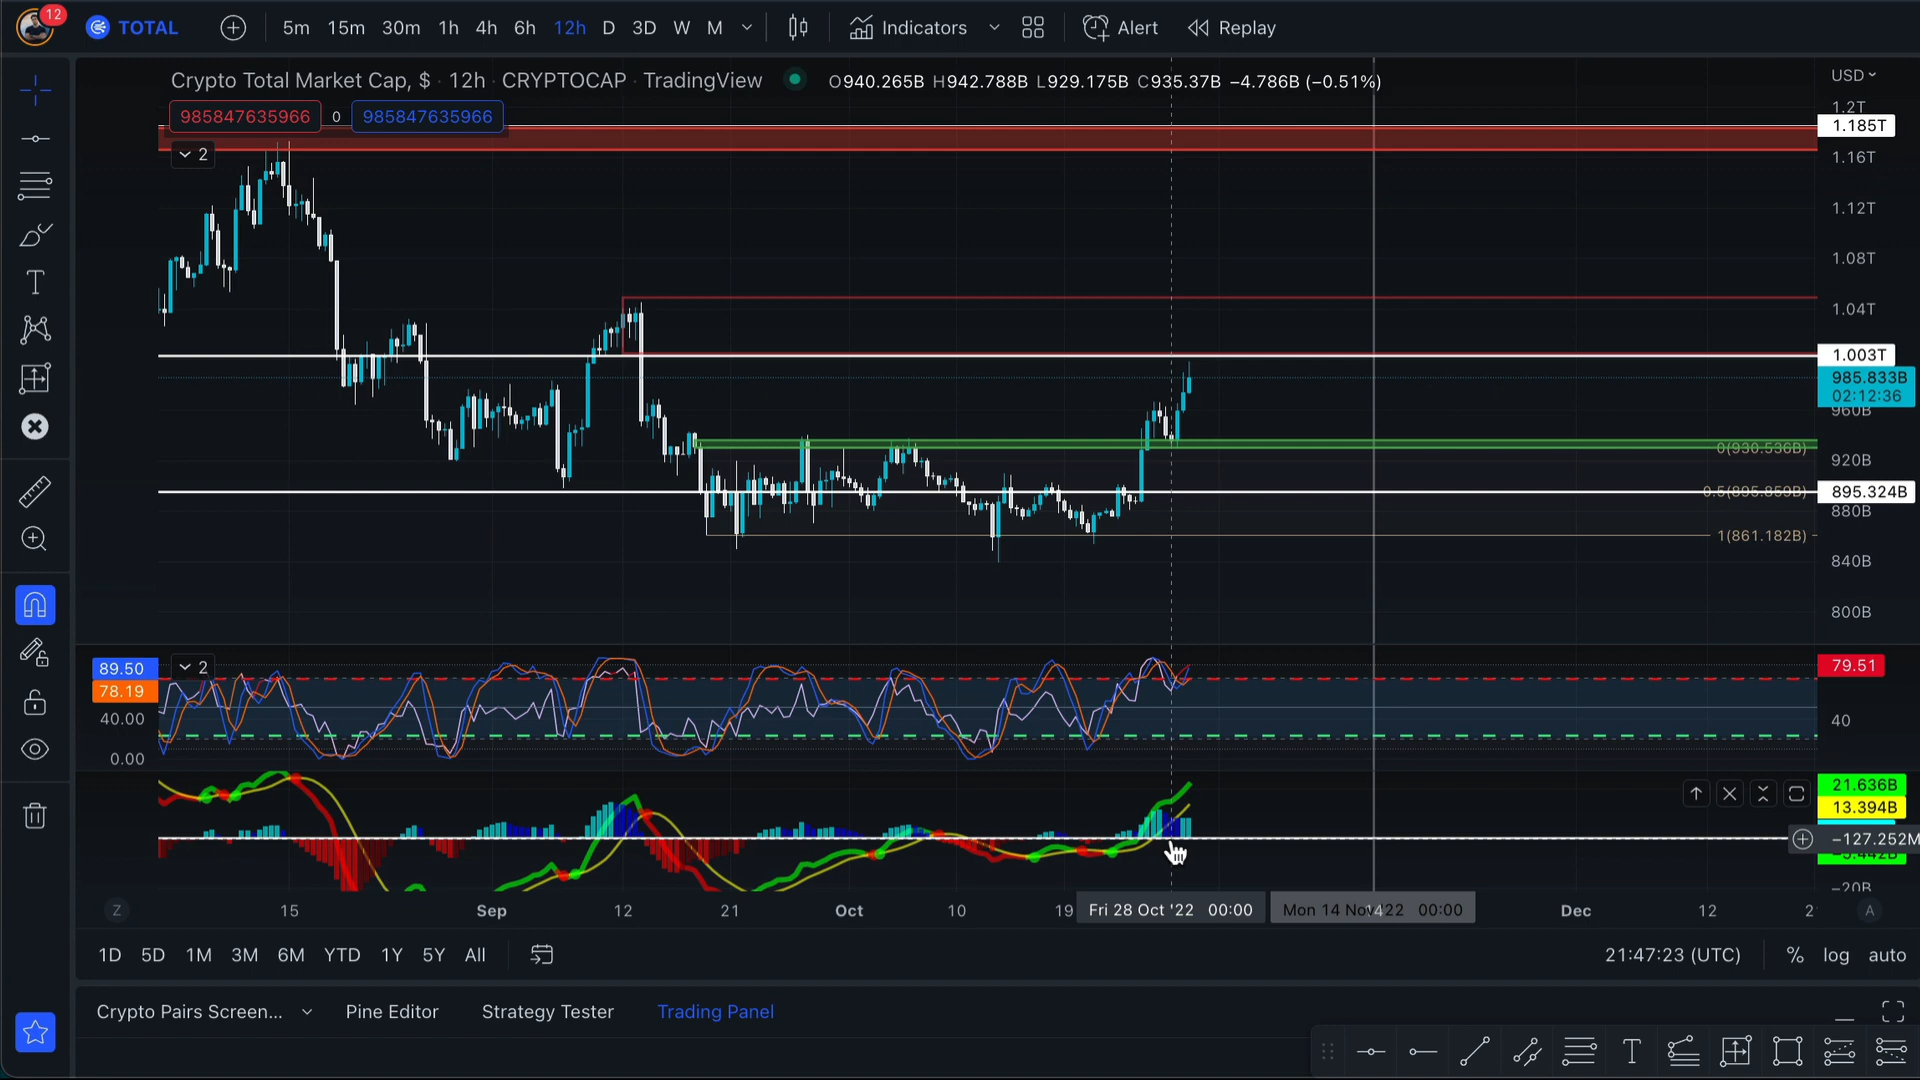 12
TOTAL
5m 15m 30m 1h 4h 6h 12h D 3D W M
Indicators
Alert
Replay
Crypto Total Market Cap, $ · 12h · CRYPTOCAP · TradingView
O940.265B H942.788B L929.175B C935.37B −4.786B (−0.51%)
USD
985847635966 0 985847635966
1.2T
1.185T
2
1.16T
1.12T
1.08T
1.04T
1.003T
985.833B
02:12:36
960B
0(930.536B)
920B
0.5(895.859B)
895.324B
880B
1(861.182B)
840B
800B
89.50
2
79.51
78.19
40.00
40
0.00
21.636B
13.394B
−127.252M
−20B
Z
15 Sep 12 21 Oct 10 19
Fri 28 Oct '22 00:00
Mon 14 Nov '22 00:00
14
Dec 12 2
A
1D 5D 1M 3M 6M YTD 1Y 5Y All
21:47:23 (UTC)
% log auto
Crypto Pairs Screen...
Pine Editor
Strategy Tester
Trading Panel